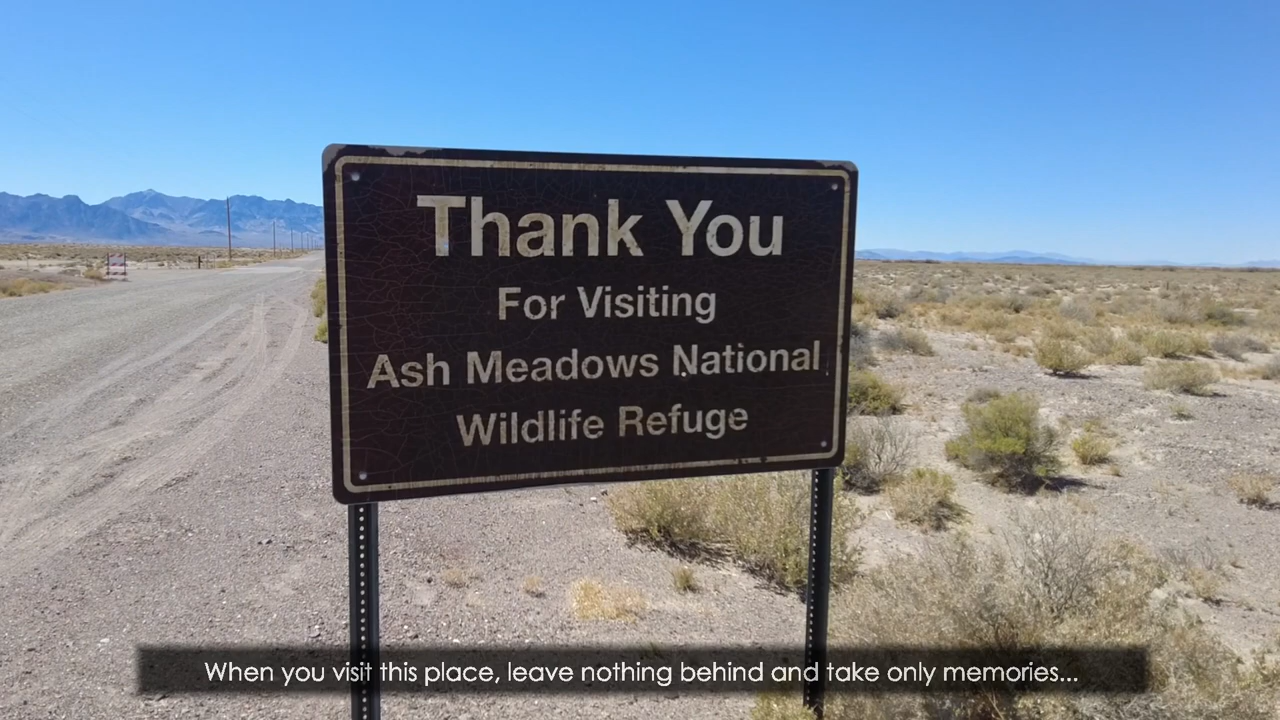 Thank You
For Visiting
Ash Meadows National
Wildlife Refuge
When you visit this place, leave nothing behind and take only memories...